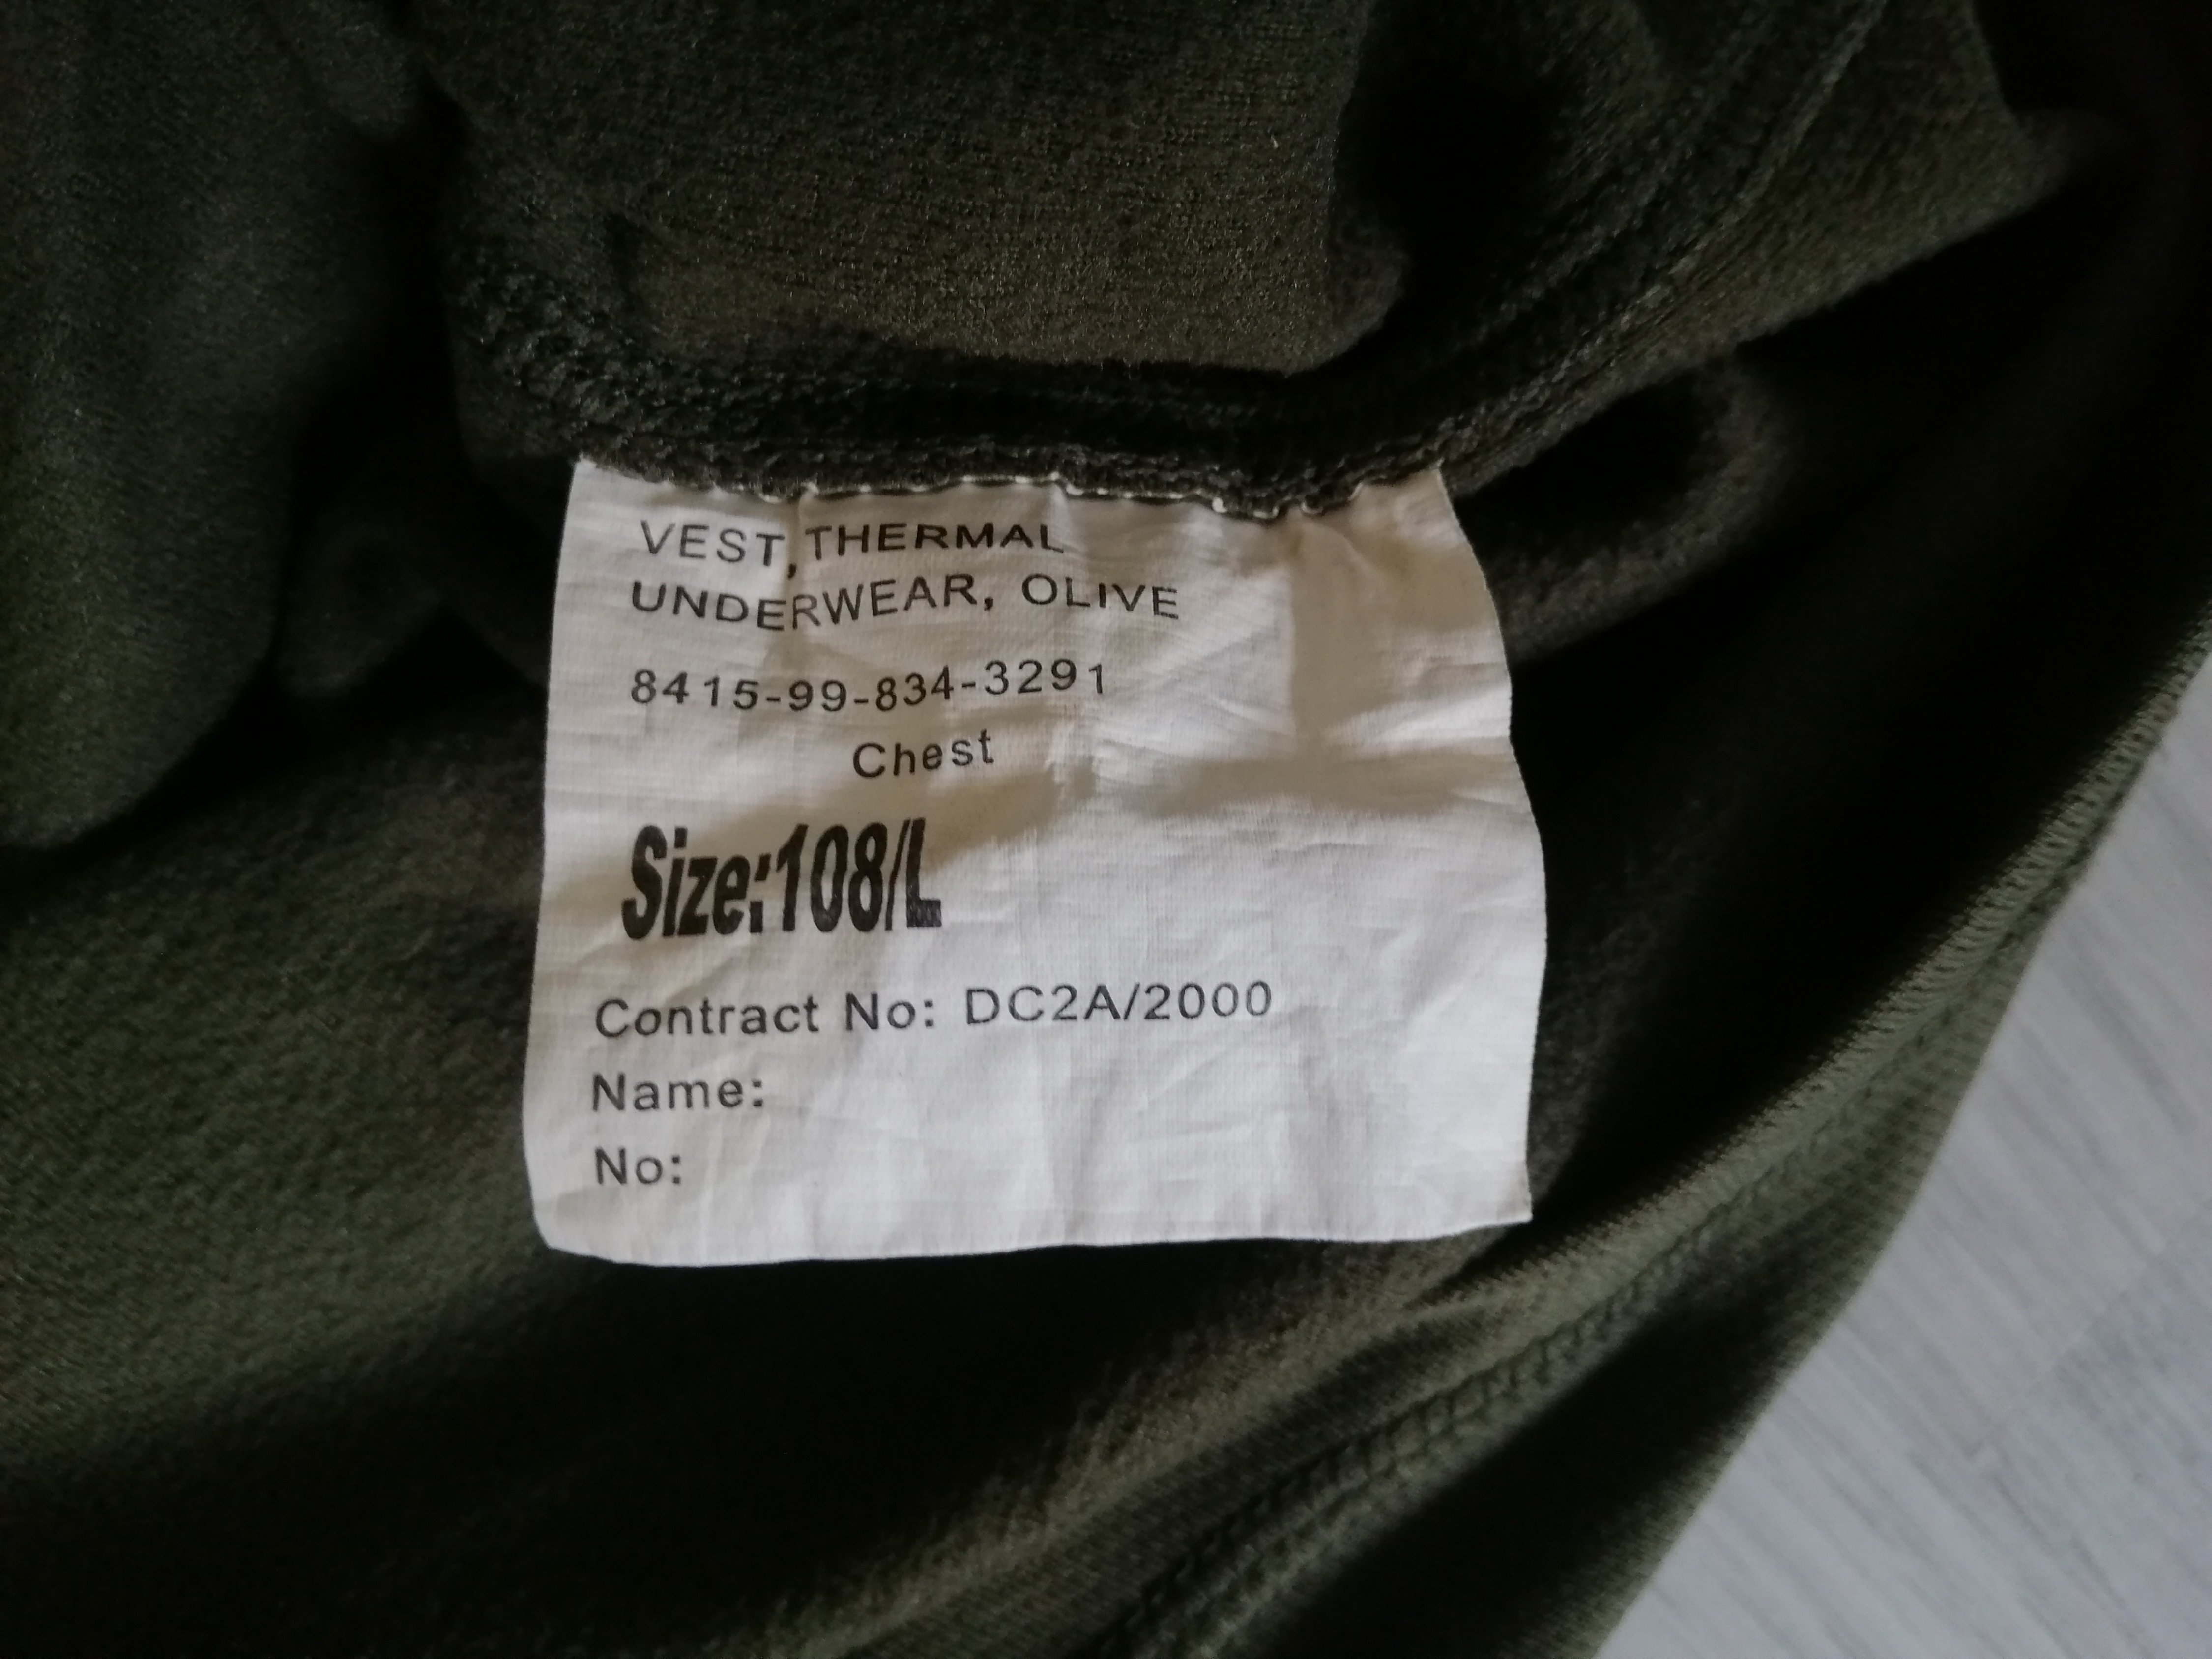 VEST,THERMAL
UNDERWEAR, OLIVE
8415-99-834-3291
Chest
Size:108/L
Contract No: DC2A/2000
Name:
No: